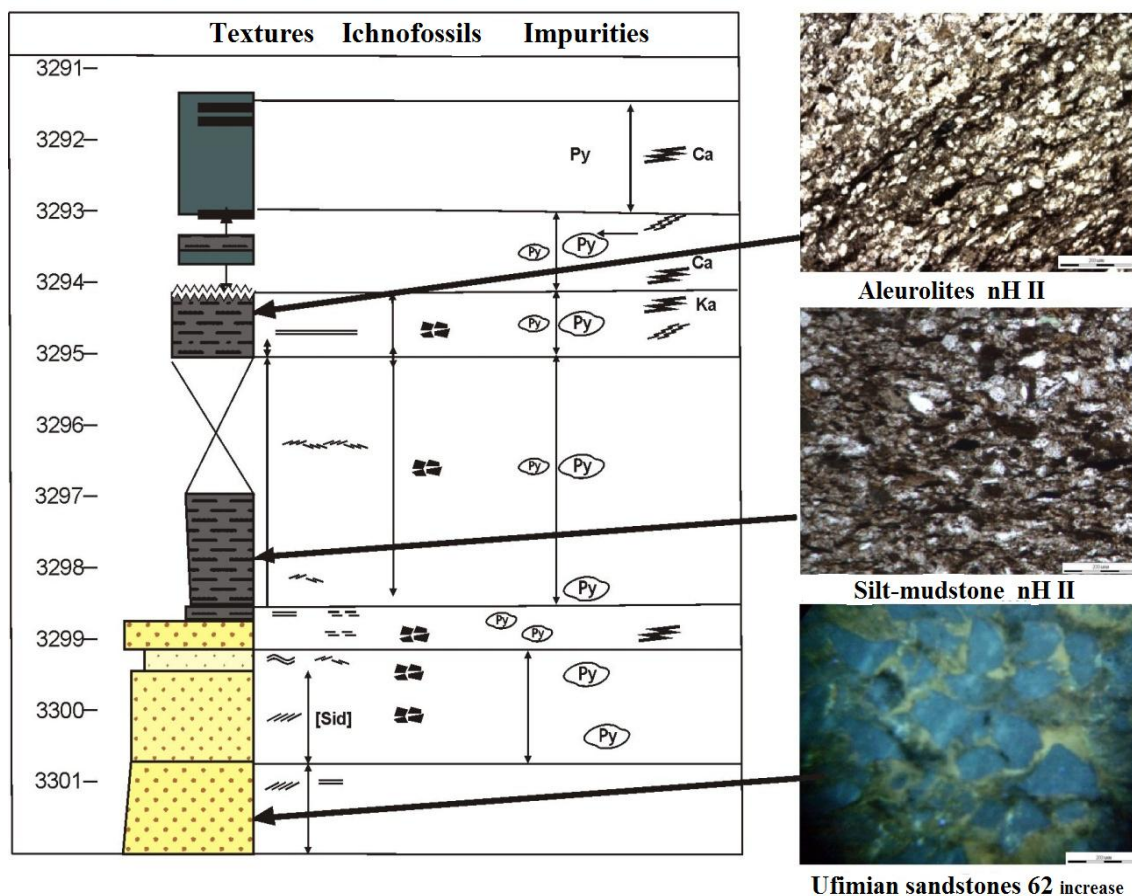 Textures Ichnofossils Impurities
3291
3292
Py Ca
3293
Py Py
3294
Ca
Ka
Py Py
3295
3296
Py Py
3297
3298
Py
Py
3299
Py
Py
3300
[Sid]
Py
3301
Aleurolites nH II
Silt-mudstone nH II
Ufimian sandstones 62 increase